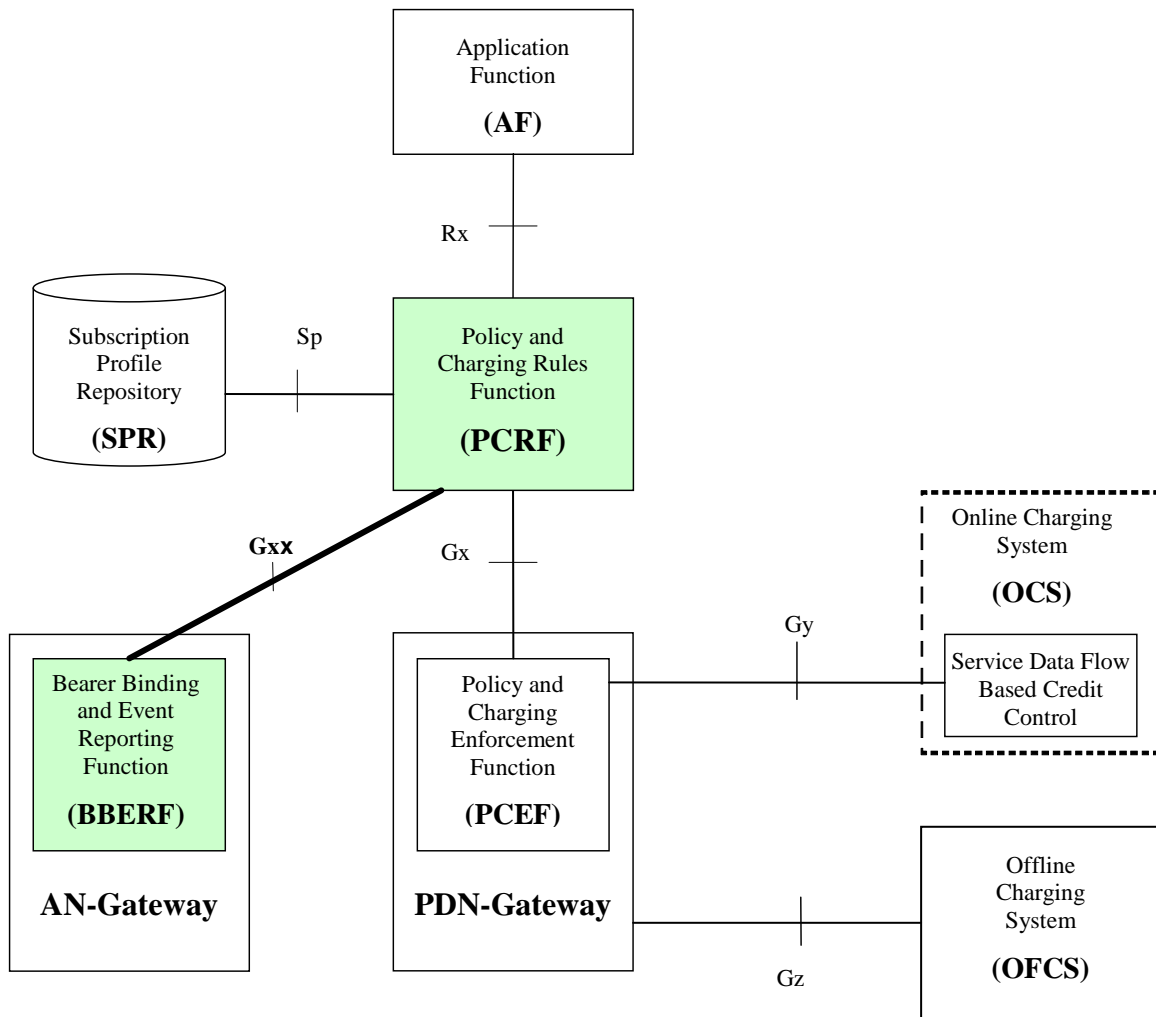 Application
Function
(AF)
Rx
Subscription
Profile
Repository
(SPR)
Sp
Policy and
Charging Rules
Function
(PCRF)
Gxx
Gx
Online Charging
System
(OCS)
Service Data Flow
Based Credit
Control
Gy
Bearer Binding
and Event
Reporting
Function
(BBERF)
AN-Gateway
Policy and
Charging
Enforcement
Function
(PCEF)
PDN-Gateway
Gz
Offline
Charging
System
(OFCS)